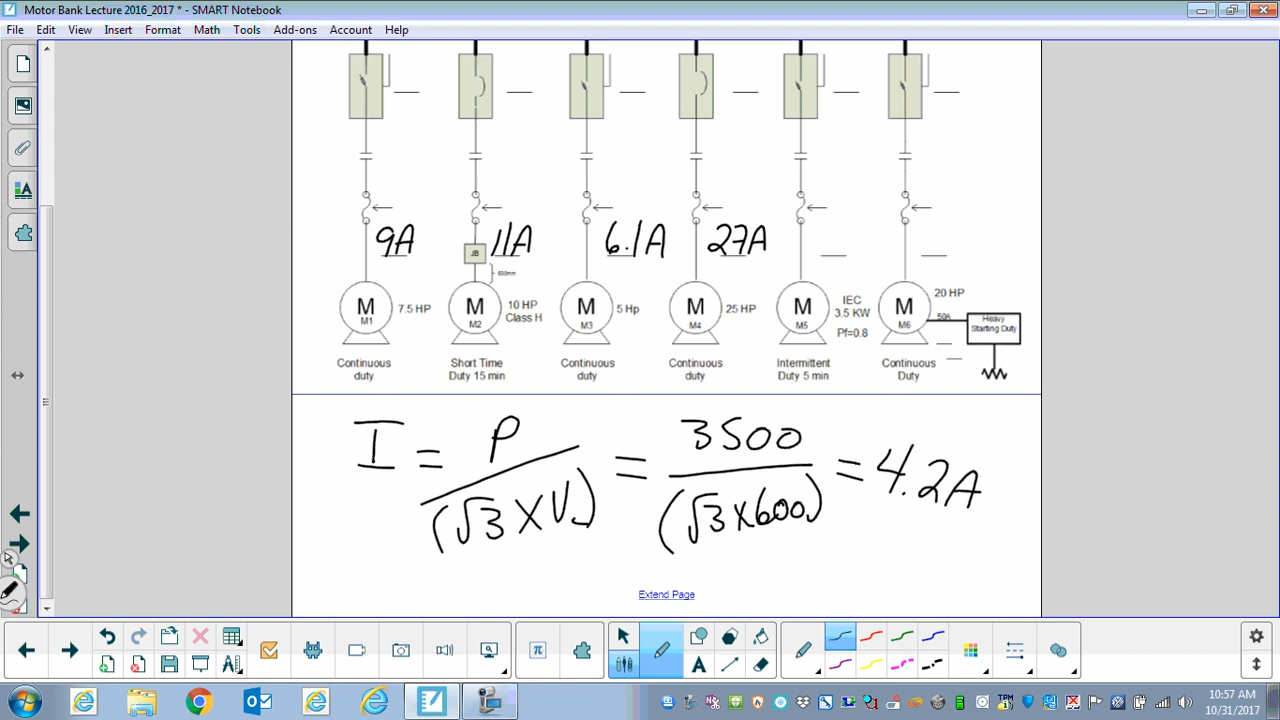 Motor Bank Lecture 2016_2017 * - SMART Notebook
File Edit View Insert Format Math Tools Add-ons Account Help
9A 11A 6.1A 27A
JB
M M M M M M
M1 M2 M3 M4 M5 M6
7.5 HP
10 HP
Class H
5 Hp
25 HP
IEC
3.5 KW
Pf=0.8
20 HP
50A
Heavy
Starting Duty
Continuous
duty
Short Time
Duty 15 min
Continuous
duty
Continuous
duty
Intermittent
Duty 5 min
Continuous
Duty
I = P / (√3 X V) = 3500 / (√3 X 600) = 4.2A
Extend Page
10:57 AM
10/31/2017